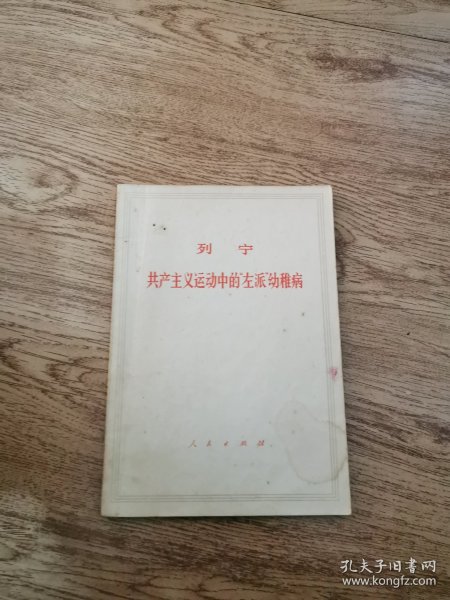 列 宁
共产主义运动中的“左派”幼稚病
人民出版社
孔夫子旧书网
www.kongfz.com